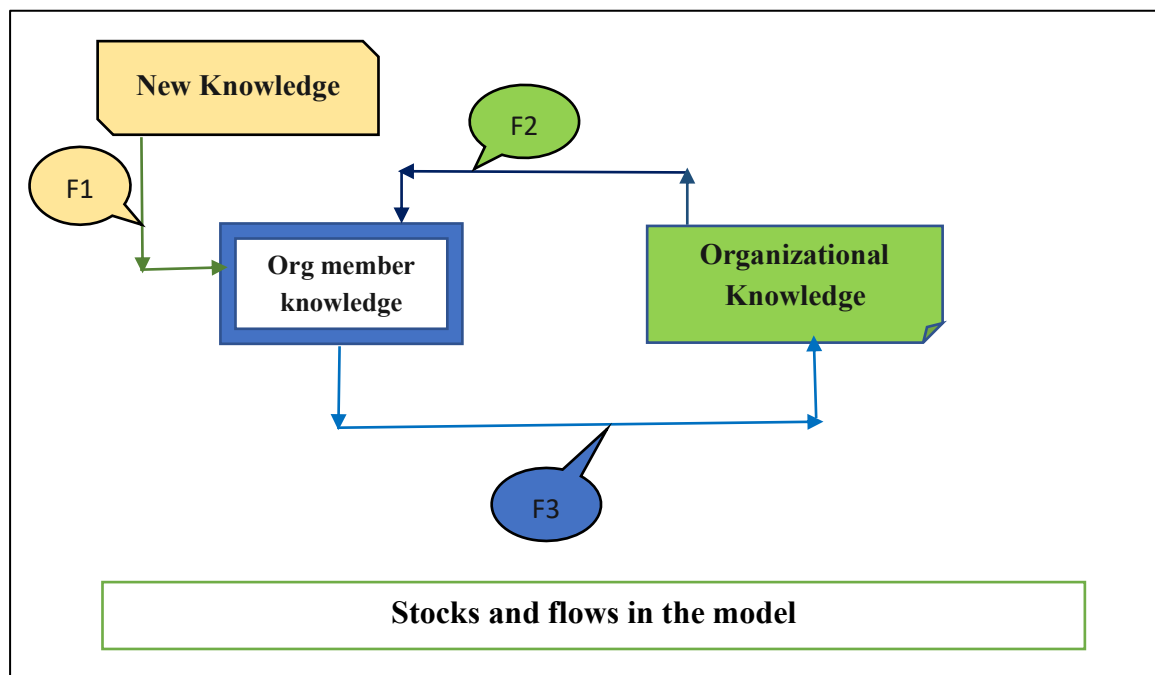 New Knowledge
F2
F1
Org member
knowledge
Organizational
Knowledge
F3
Stocks and flows in the model